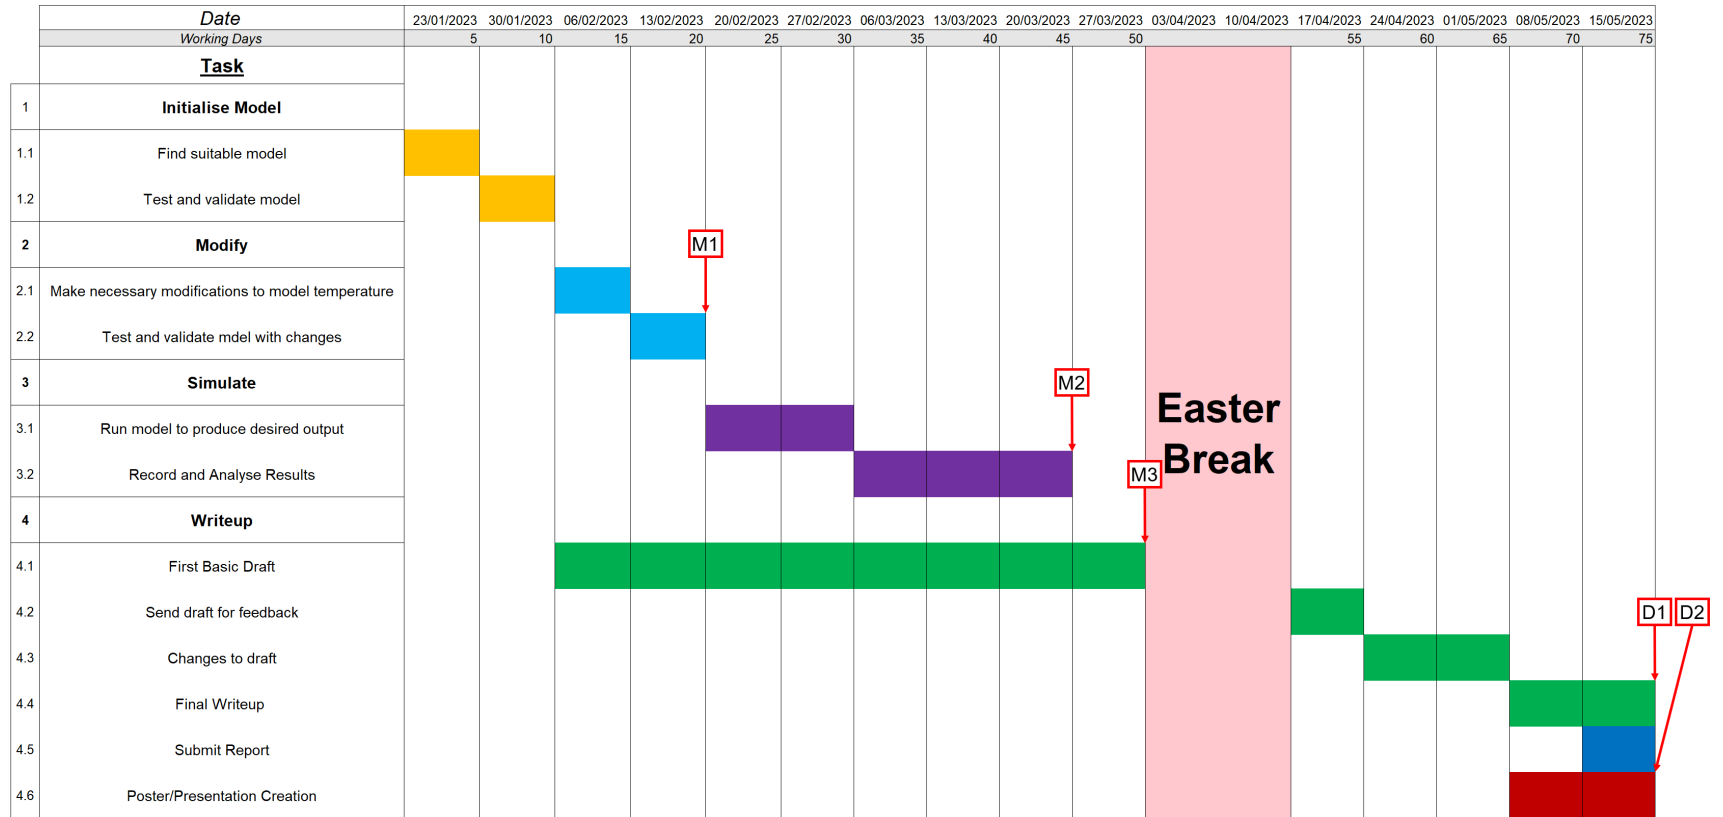 Date 23/01/2023 30/01/2023 06/02/2023 13/02/2023 20/02/2023 27/02/2023 06/03/2023 13/03/2023 20/03/2023 27/03/2023 03/04/2023 10/04/2023 17/04/2023 24/04/2023 01/05/2023 08/05/2023 15/05/2023
Working Days 5 10 15 20 25 30 35 40 45 50 55 60 65 70 75
Task
1 Initialise Model
1.1 Find suitable model
1.2 Test and validate model
2 Modify M1
2.1 Make necessary modifications to model temperature
2.2 Test and validate mdel with changes
3 Simulate M2
Easter
3.1 Run model to produce desired output
Break
3.2 Record and Analyse Results M3
4 Writeup
4.1 First Basic Draft
4.2 Send draft for feedback D1 D2
4.3 Changes to draft
4.4 Final Writeup
4.5 Submit Report
4.6 Poster/Presentation Creation